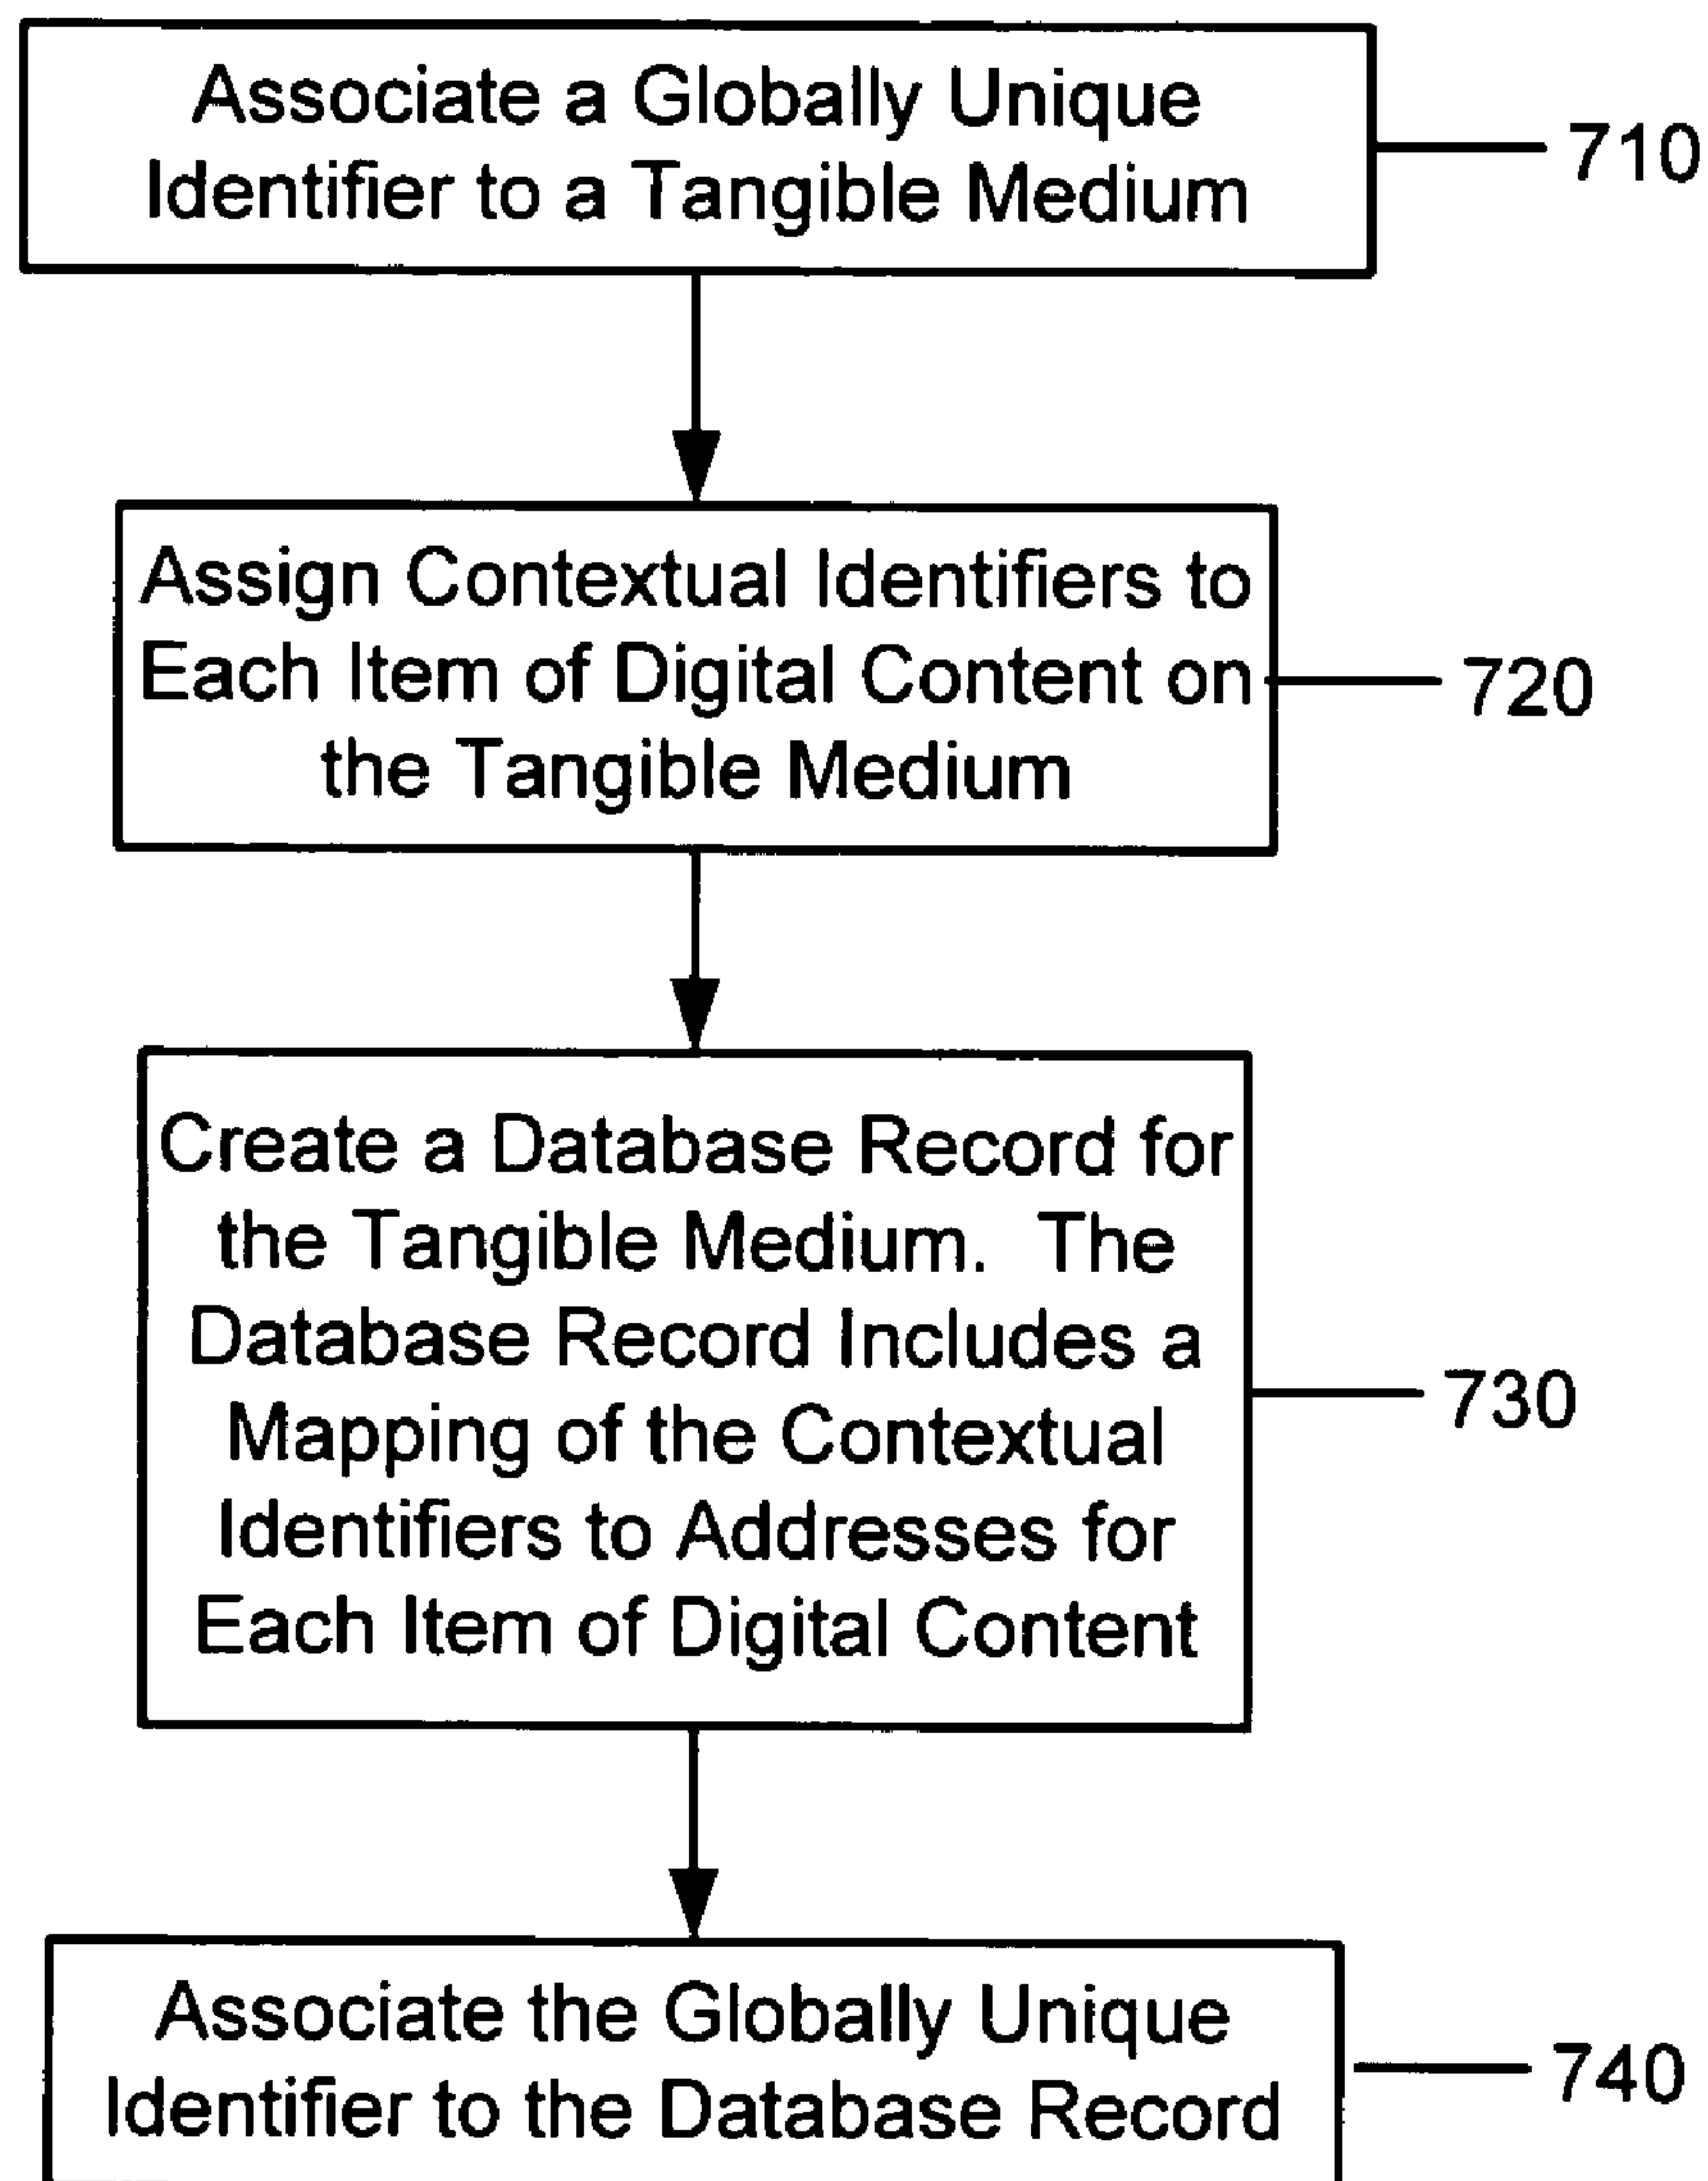 Associate a Globally Unique
Identifier to a Tangible Medium
710
Assign Contextual Identifiers to
Each Item of Digital Content on
the Tangible Medium
720
Create a Database Record for
the Tangible Medium. The
Database Record Includes a
Mapping of the Contextual
Identifiers to Addresses for
Each Item of Digital Content
730
Associate the Globally Unique
Identifier to the Database Record
740